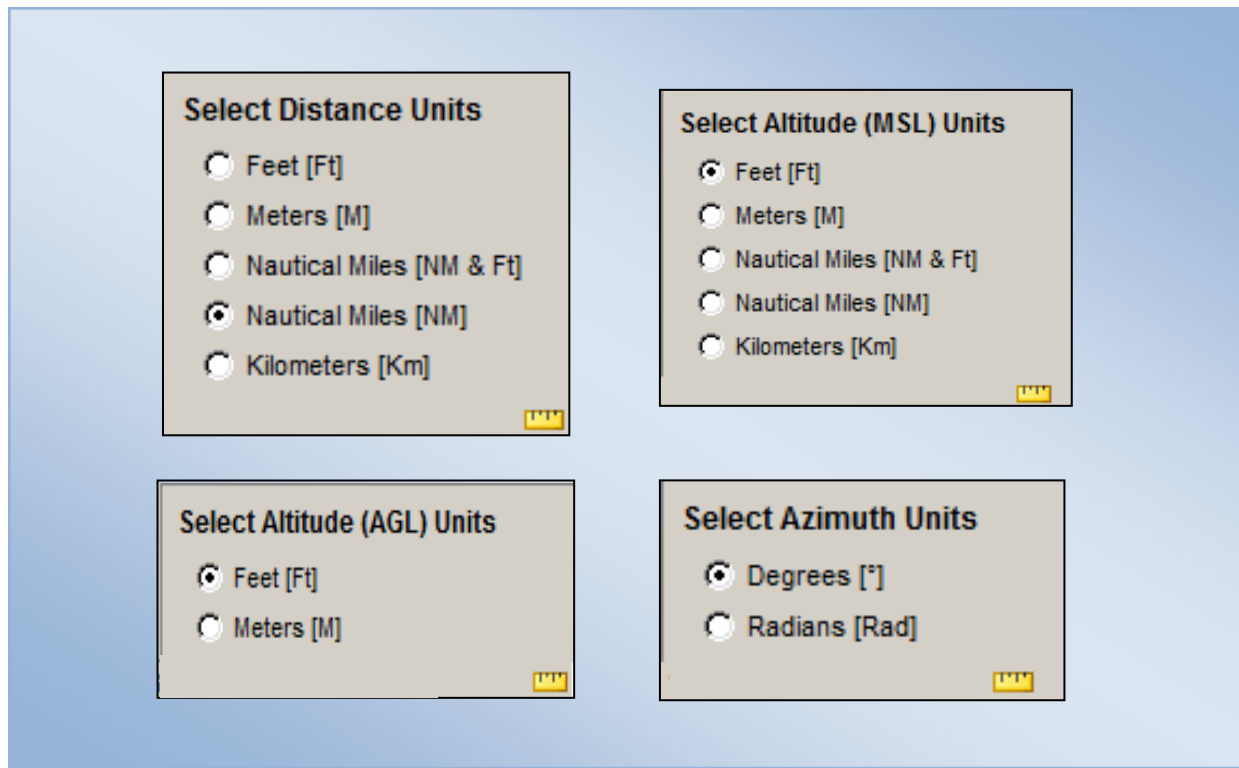 Select Distance Units
Feet [Ft]
Meters [M]
Nautical Miles [NM & Ft]
Nautical Miles [NM]
Kilometers [Km]
Select Altitude (MSL) Units
Feet [Ft]
Meters [M]
Nautical Miles [NM & Ft]
Nautical Miles [NM]
Kilometers [Km]
Select Altitude (AGL) Units
Feet [Ft]
Meters [M]
Select Azimuth Units
Degrees [°]
Radians [Rad]